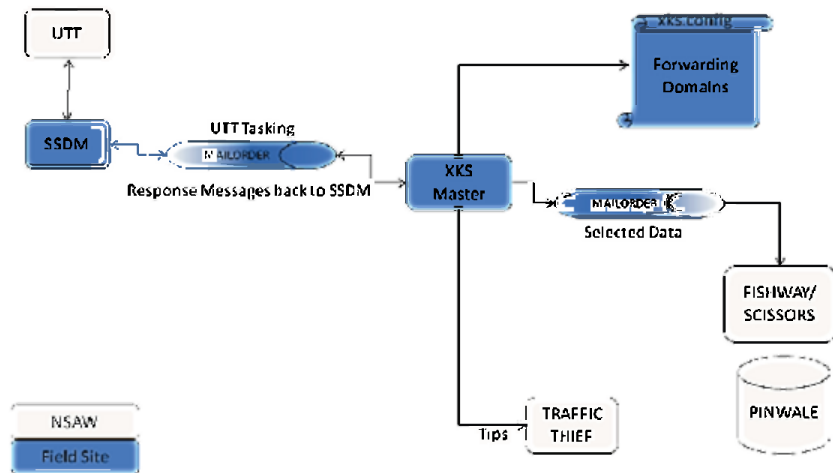 UTT
xks.config
Forwarding
Domains
SSDM
UTT Tasking
MAILORDER
Response Messages back to SSDM
XKS
Master
MAILORDER
Selected Data
FISHWAY/
SCISSORS
PINWALE
Tips
TRAFFIC
THIEF
NSAW
Field Site